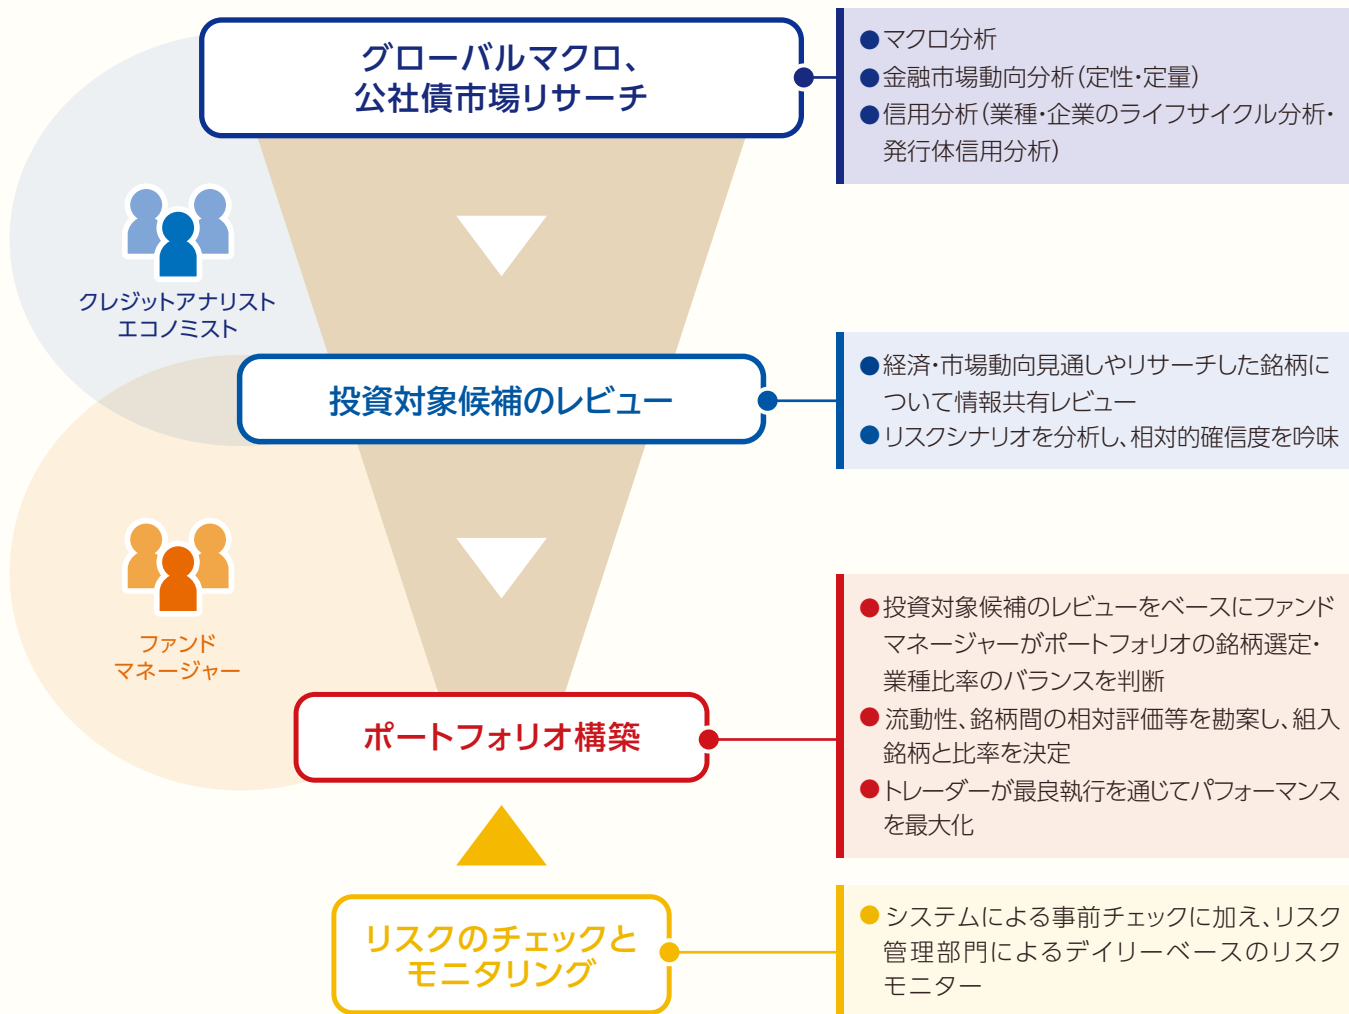 グローバルマクロ、
公社債市場リサーチ
●マクロ分析
●金融市場動向分析(定性・定量)
●信用分析(業種・企業のライフサイクル分析・
発行体信用分析)
クレジットアナリスト
エコノミスト
投資対象候補のレビュー
●経済・市場動向見通しやリサーチした銘柄に
ついて情報共有レビュー
●リスクシナリオを分析し、相対的確信度を吟味
ファンド
マネージャー
ポートフォリオ構築
●投資対象候補のレビューをベースにファンド
マネージャーがポートフォリオの銘柄選定・
業種比率のバランスを判断
●流動性、銘柄間の相対評価等を勘案し、組入
銘柄と比率を決定
●トレーダーが最良執行を通じてパフォーマンス
を最大化
リスクのチェックと
モニタリング
●システムによる事前チェックに加え、リスク
管理部門によるデイリーベースのリスク
モニター